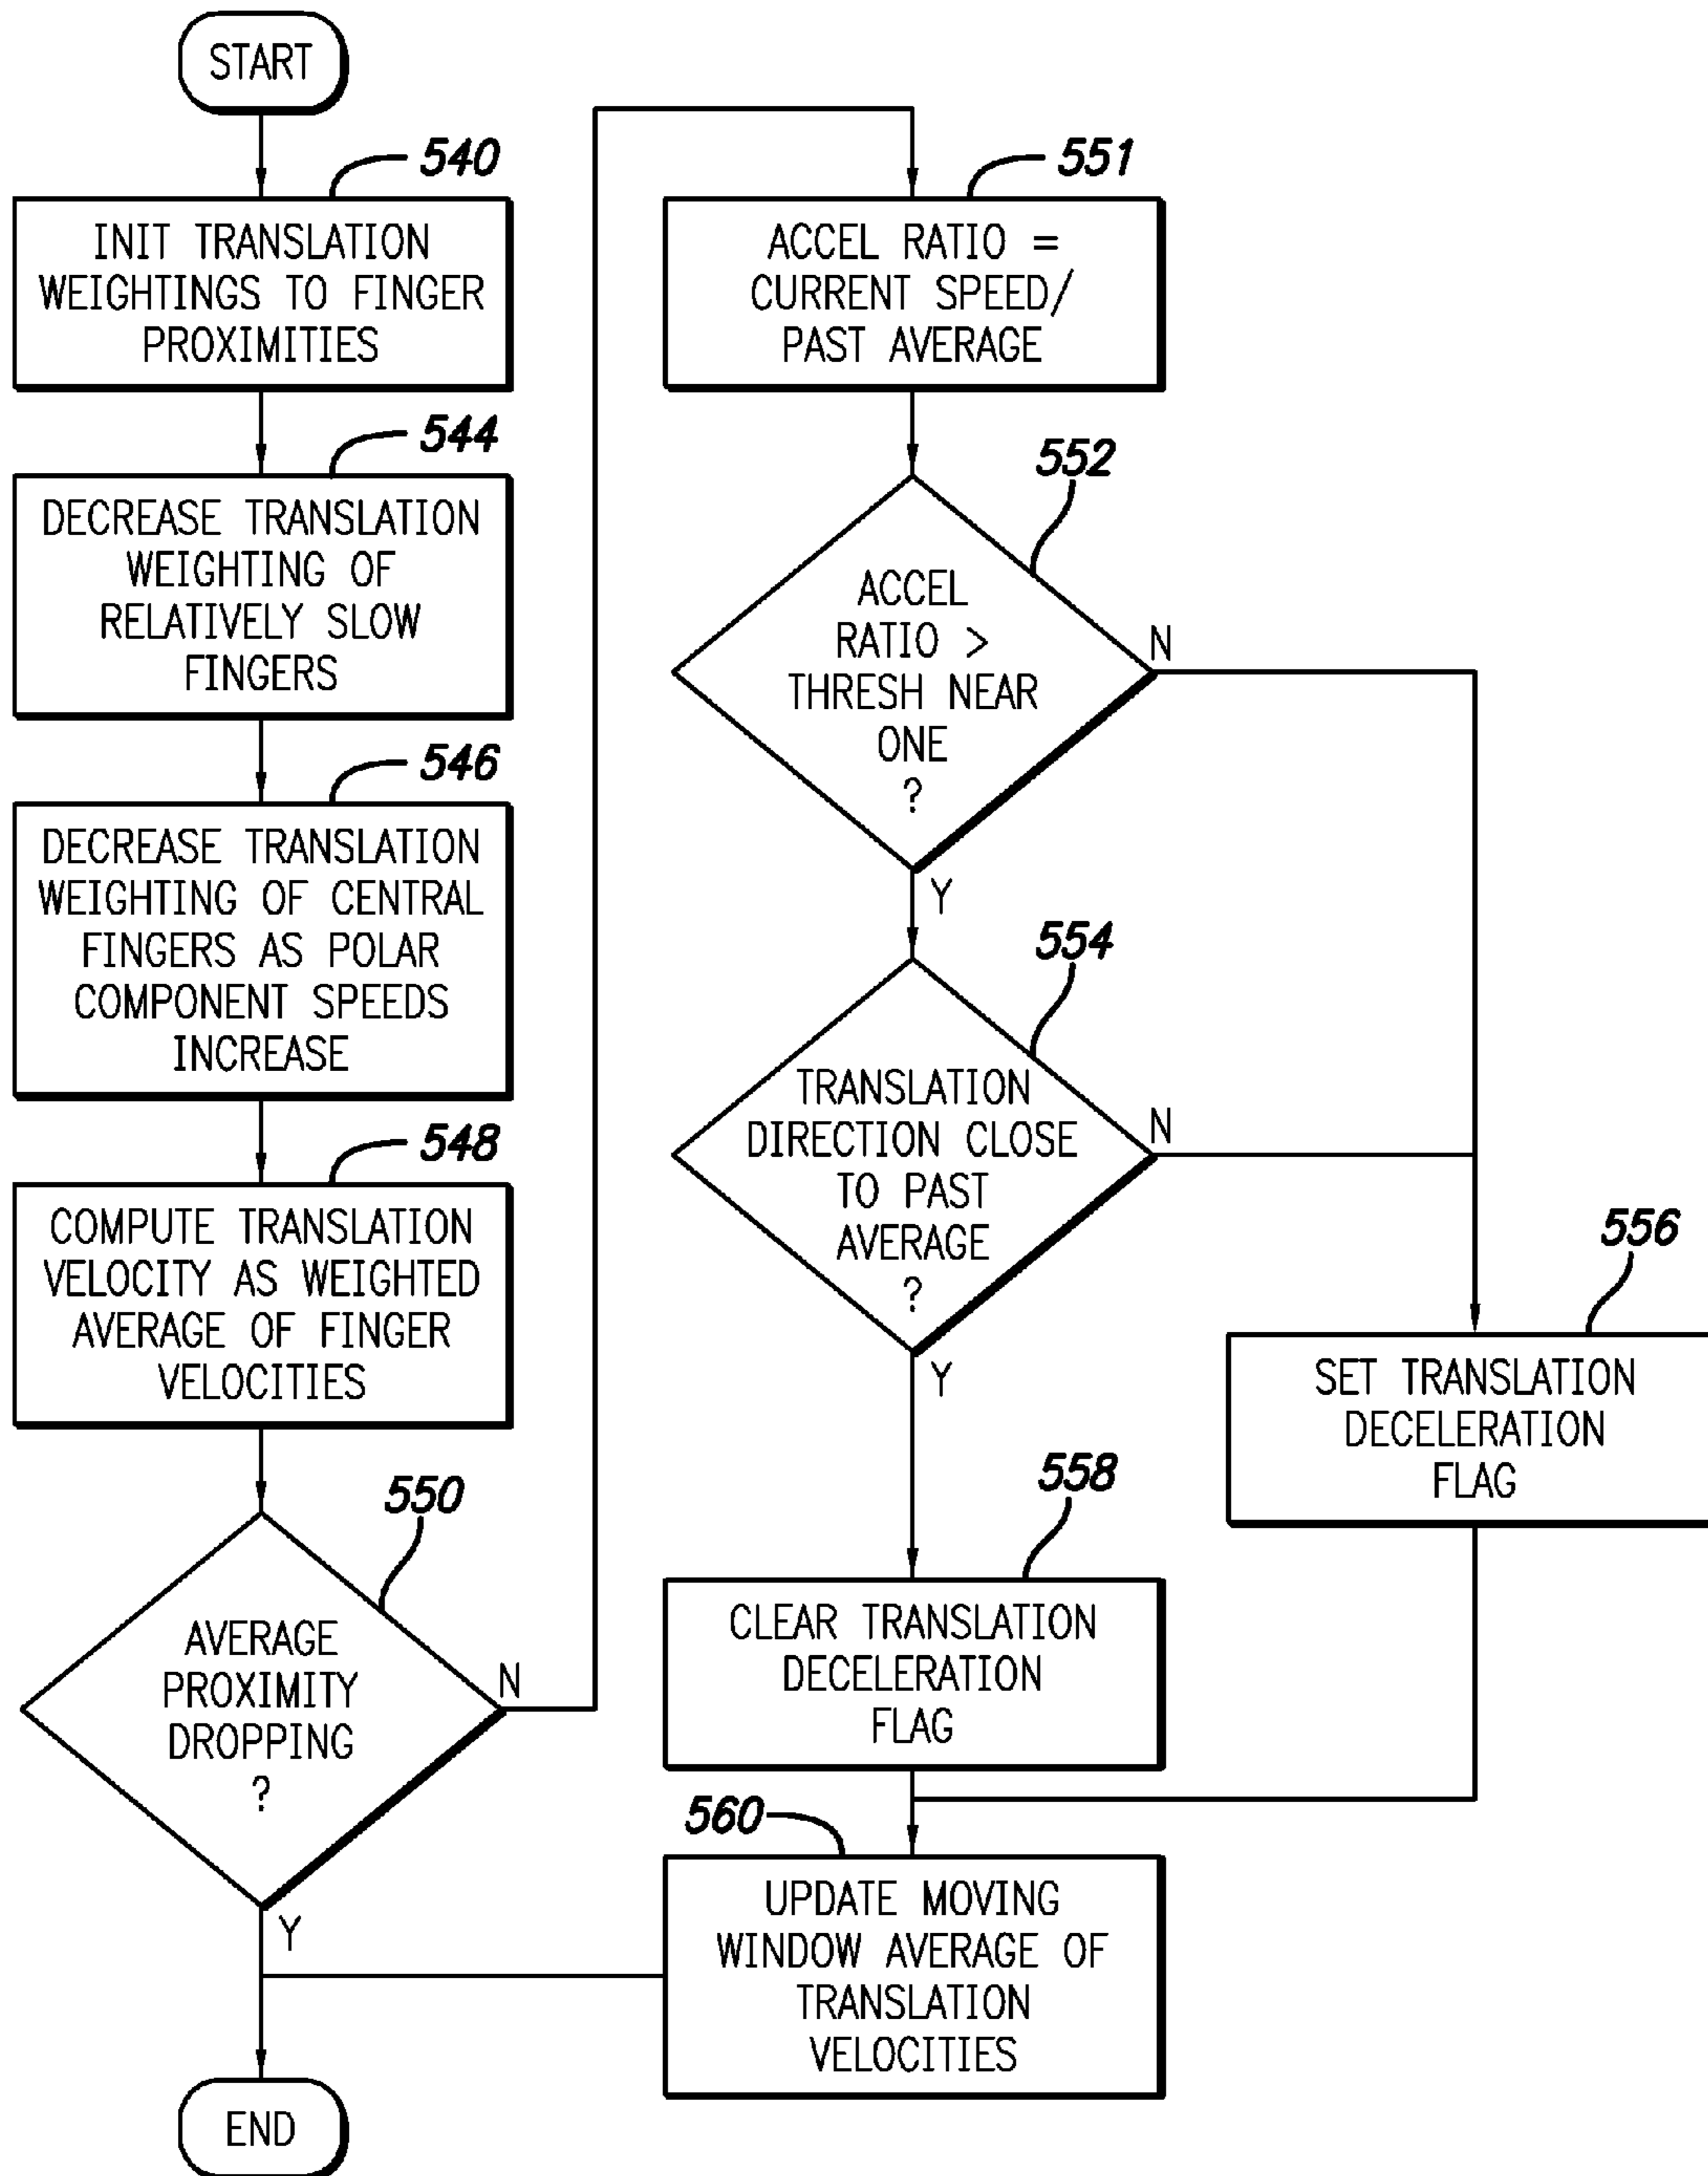 START
540
INIT TRANSLATION
WEIGHTINGS TO FINGER
PROXIMITIES
544
DECREASE TRANSLATION
WEIGHTING OF
RELATIVELY SLOW
FINGERS
546
DECREASE TRANSLATION
WEIGHTING OF CENTRAL
FINGERS AS POLAR
COMPONENT SPEEDS
INCREASE
548
COMPUTE TRANSLATION
VELOCITY AS WEIGHTED
AVERAGE OF FINGER
VELOCITIES
550
AVERAGE
PROXIMITY
DROPPING
?
N
Y
END
551
ACCEL RATIO =
CURRENT SPEED/
PAST AVERAGE
552
ACCEL
RATIO >
THRESH NEAR
ONE
?
N
Y
554
TRANSLATION
DIRECTION CLOSE
TO PAST
AVERAGE
?
N
Y
556
SET TRANSLATION
DECELERATION
FLAG
558
CLEAR TRANSLATION
DECELERATION
FLAG
560
UPDATE MOVING
WINDOW AVERAGE OF
TRANSLATION
VELOCITIES